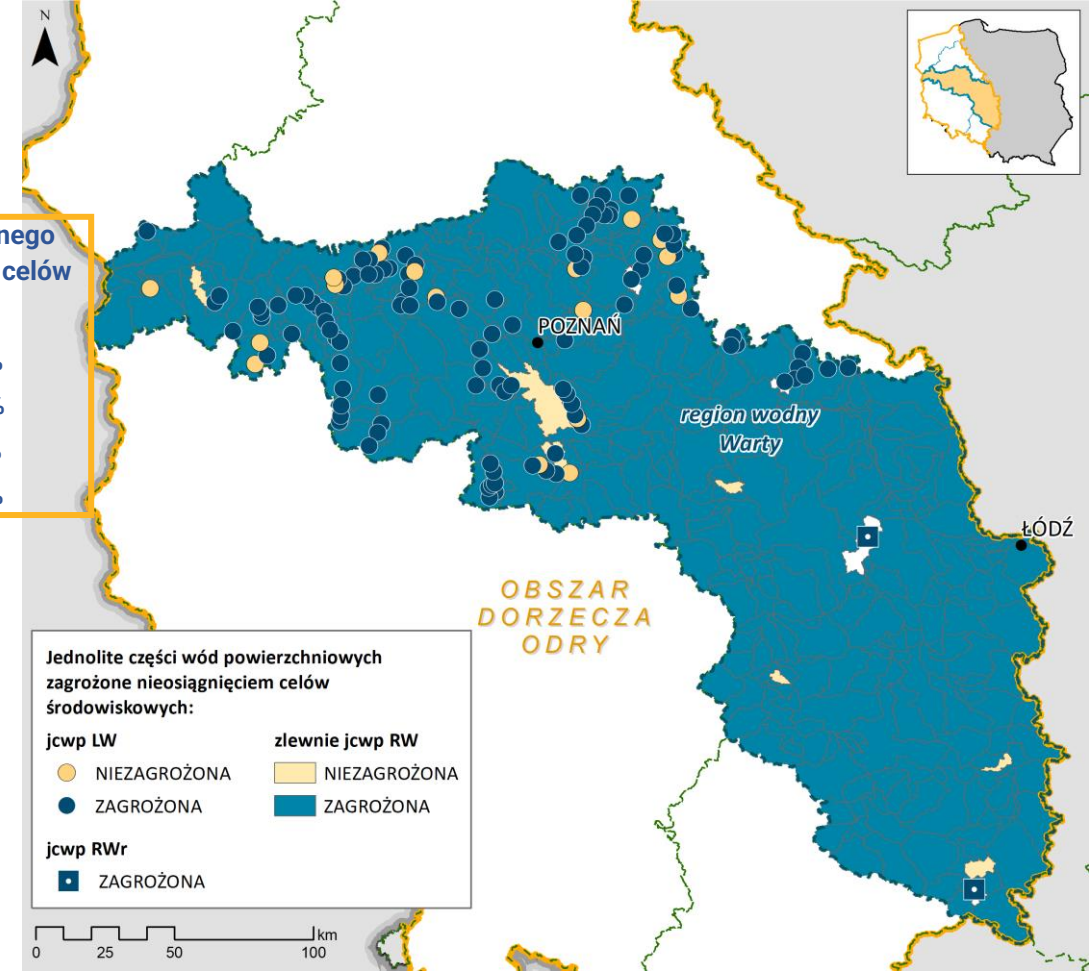 N
nego
celów
%
POZNAŃ
region wodny
Warty
ŁÓDŹ
OBSZAR
DORZECZA
ODRY
Jednolite części wód powierzchniowych
zagrożone nieosiągnięciem celów
środowiskowych:
jcwp LW
zlewnie jcwp RW
NIEZAGROŻONA
NIEZAGROŻONA
ZAGROŻONA
ZAGROŻONA
jcwp RWr
ZAGROŻONA
km
0 25 50 100